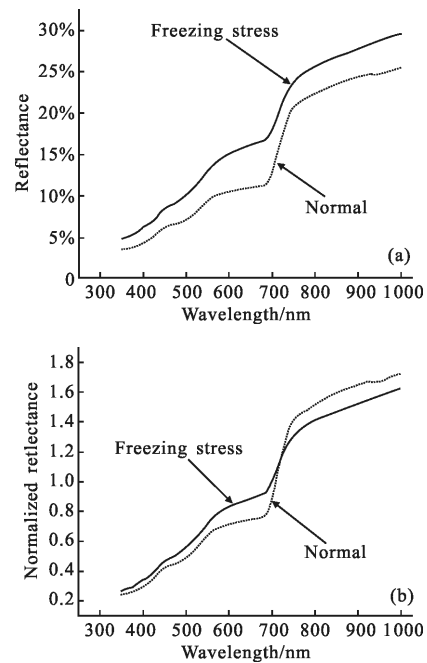 30%
25%
20%
15%
10%
5%
0
Reflectance
Freezing stress
Normal
(a)
300 400 500 600 700 800 900 1000
Wavelength/nm
1.8
1.6
1.4
1.2
1.0
0.8
0.6
0.4
0.2
Normalized retlectance
Freezing stress
Normal
(b)
300 400 500 600 700 800 900 1000
Wavelength/nm